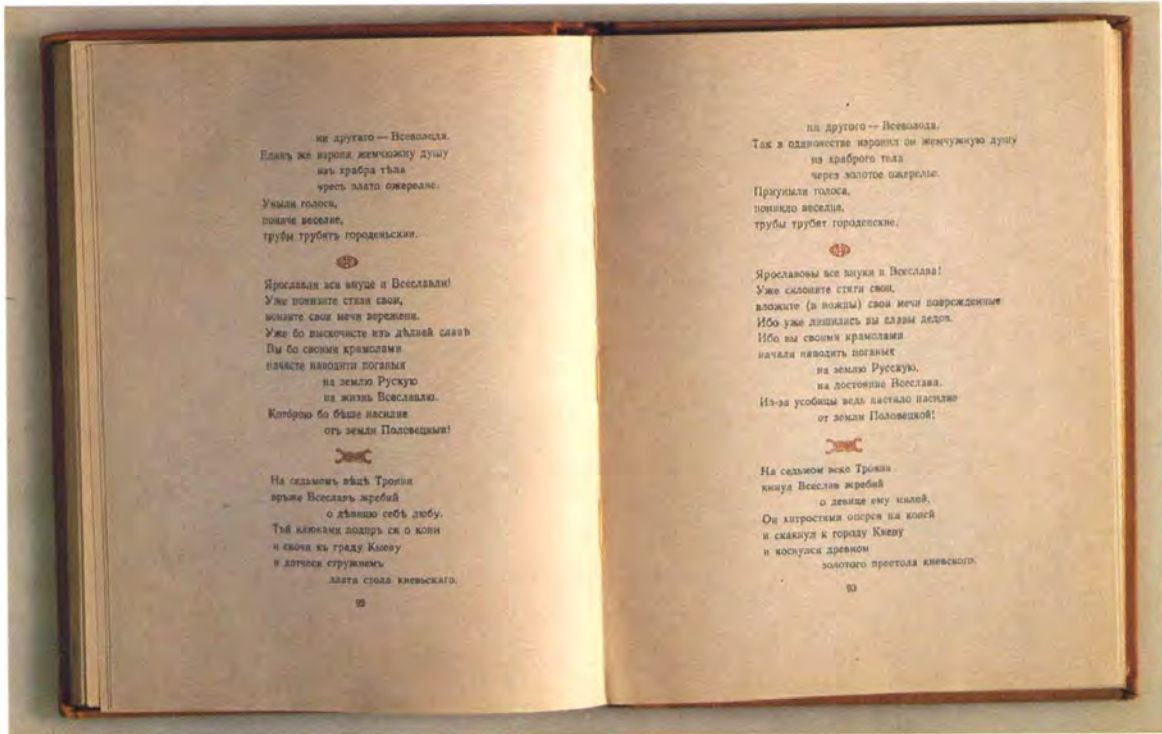 ни другаго — Всеволода.
Единъ же изрони жемчюжну душу
изъ храбра тѣла
чресъ злато ожерелие.
Уныли голоси,
пониче веселие,
трубы трубятъ городеньскии.
Ярославли вси внуце и Всеславли!
Уже понизите стязи свои,
вонзите свои мечи вережени.
Уже бо выскочисте изъ дѣдней славѣ
Вы бо своими крамолами
начясте наводити поганыя
на землю Рускую
на жизнь Всеславлю.
Которою бо бѣше насилие
отъ земли Половецкыи!
На седьмомъ вѣцѣ Трояни
връже Всеславъ жребий
о дѣвицю себѣ любу.
Тъй клюками подпръ ся о кони
и скочи къ граду Кыеву
и дотчеся стружиемъ
злата стола киевьскаго.
ни другого — Всеволода.
Так в одиночестве изронил он жемчужную душу
из храброго тела
через золотое ожерелье.
Приуныли голоса,
поникло веселие,
трубы трубят городенские.
Ярославовы все внуки и Всеслава!
Уже склоните стяги свои,
вложите (в ножны) свои мечи поврежденные
Ибо уже лишились вы славы дедов.
Ибо вы своими крамолами
начали наводить поганых
на землю Русскую,
на достояние Всеслава.
Из-за усобицы ведь настало насилие
от земли Половецкой!
На седьмом веке Трояна
кинул Всеслав жребий
о девице ему милой.
Он хитростями оперся на коней
и скакнул к городу Киеву
и коснулся древком
золотого престола киевского.
93